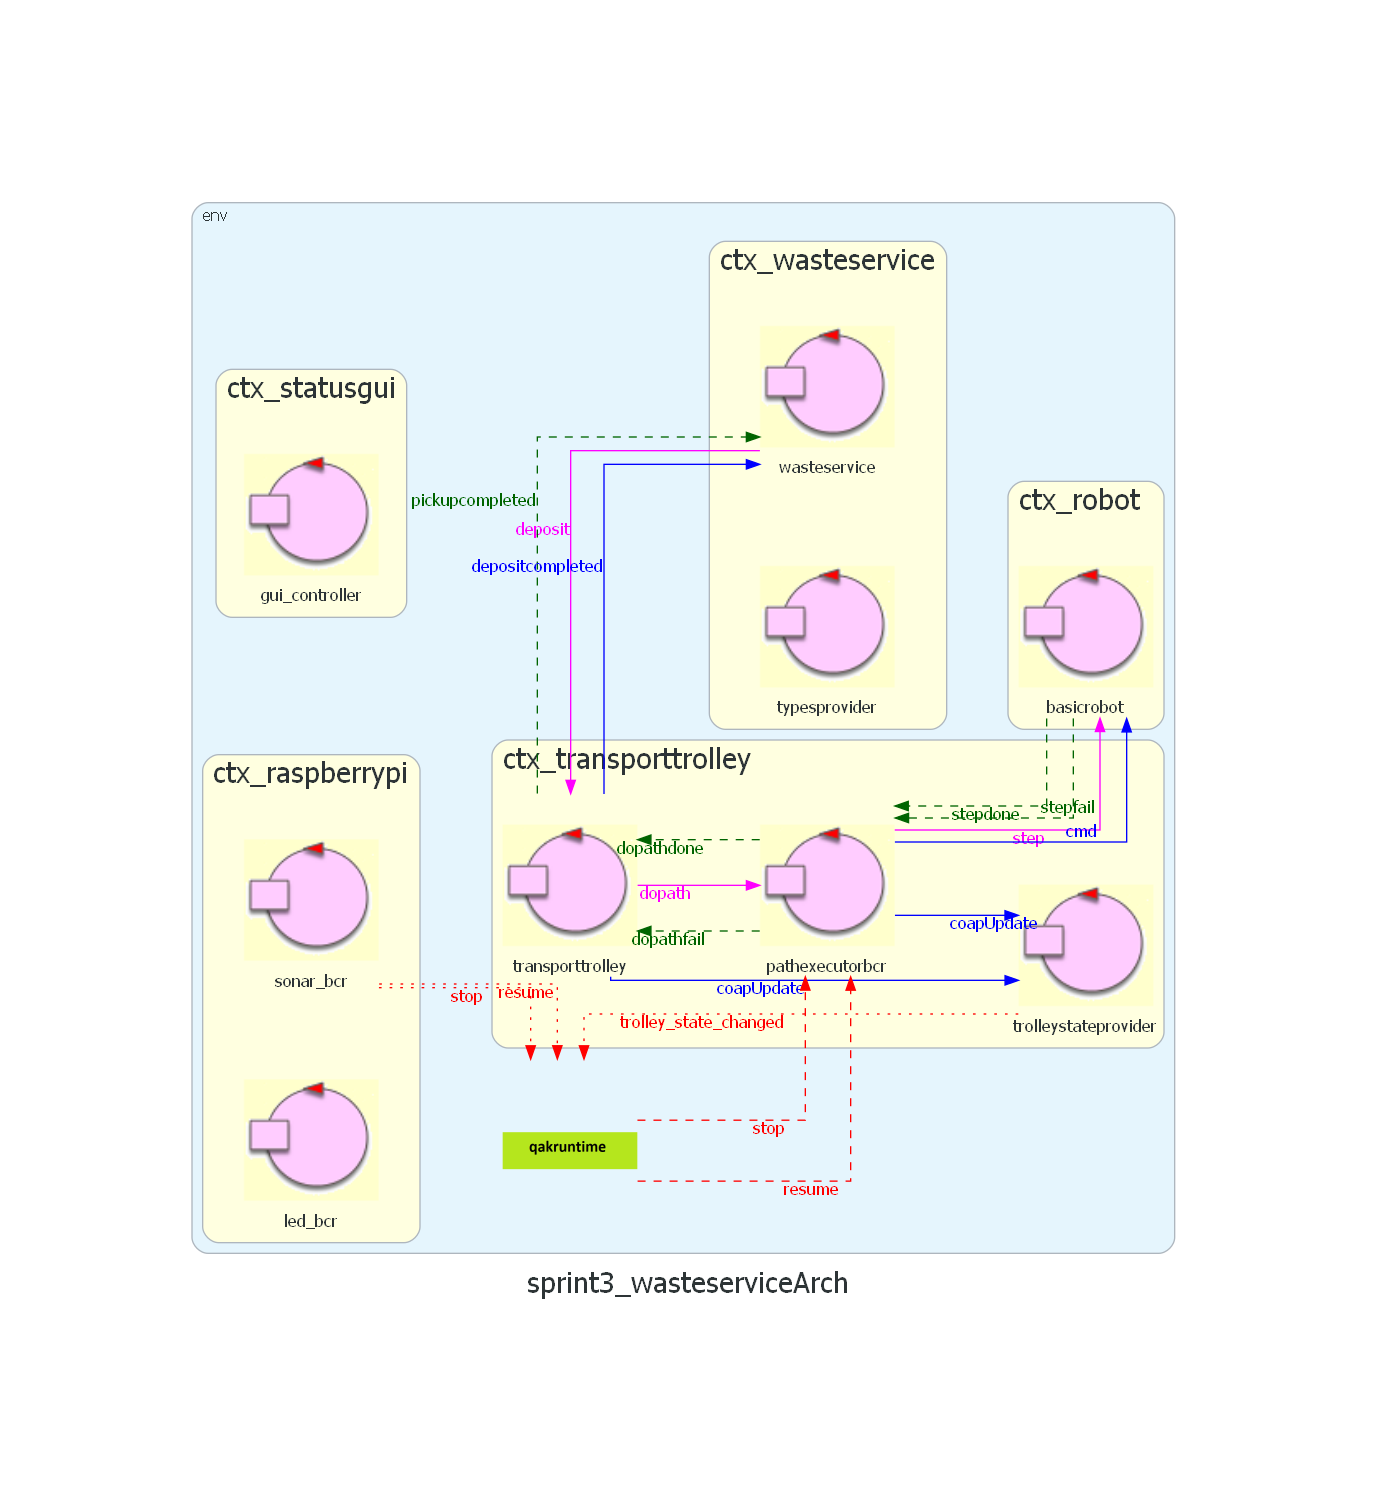 env
ctx_wasteservice
wasteservice
typesprovider
ctx_statusgui
gui_controller
ctx_robot
basicrobot
pickupcompleted
deposit
depositcompleted
ctx_raspberrypi
sonar_bcr
led_bcr
ctx_transporttrolley
stepfail
stepdone
cmd
step
dopathdone
dopath
dopathfail
coapUpdate
transporttrolley
pathexecutorbcr
coapUpdate
trolleystateprovider
stop
resume
trolley_state_changed
qakruntime
stop
resume
sprint3_wasteserviceArch